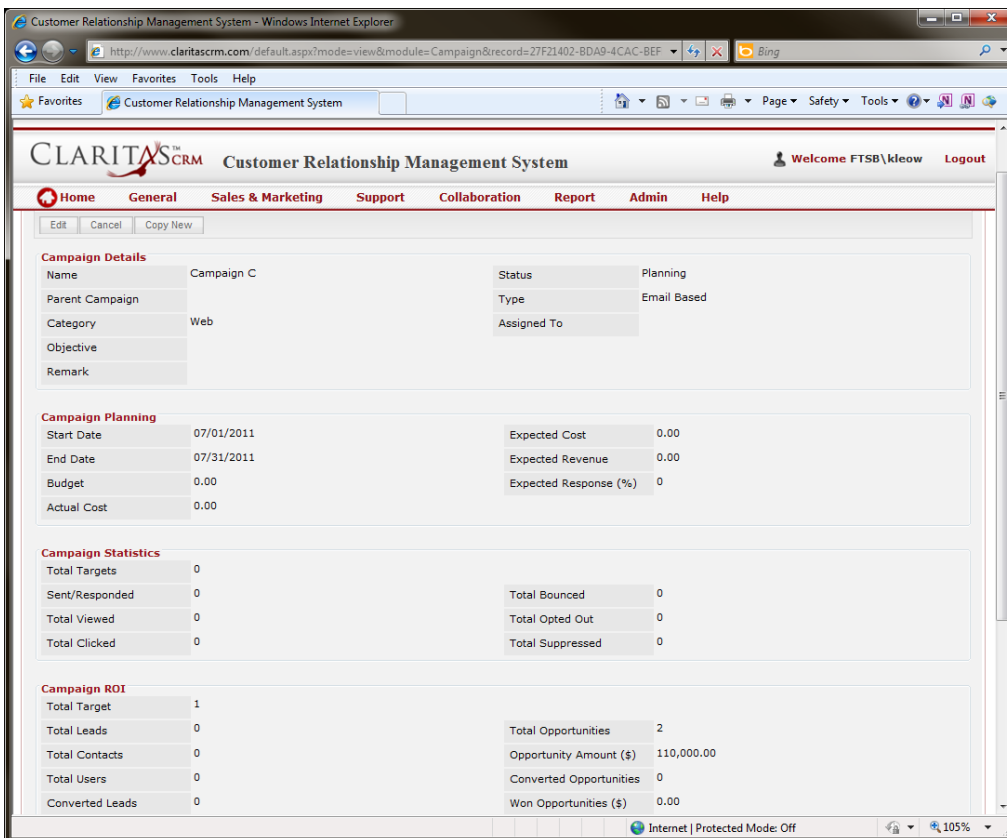 Customer Relationship Management System - Windows Internet Explorer
http://www.claritascrm.com/default.aspx?mode=view&module=Campaign&record=27F21402-BDA9-4CAC-BEF
Bing
File Edit View Favorites Tools Help
Favorites Customer Relationship Management System Page Safety Tools
CLARITAS™CRM Customer Relationship Management System Welcome FTSB\kleow Logout
Home General Sales & Marketing Support Collaboration Report Admin Help
Edit Cancel Copy New
Campaign Details
Name Campaign C Status Planning
Parent Campaign Type Email Based
Category Web Assigned To
Objective
Remark
Campaign Planning
Start Date 07/01/2011 Expected Cost 0.00
End Date 07/31/2011 Expected Revenue 0.00
Budget 0.00 Expected Response (%) 0
Actual Cost 0.00
Campaign Statistics
Total Targets 0
Sent/Responded 0 Total Bounced 0
Total Viewed 0 Total Opted Out 0
Total Clicked 0 Total Suppressed 0
Campaign ROI
Total Target 1
Total Leads 0 Total Opportunities 2
Total Contacts 0 Opportunity Amount ($) 110,000.00
Total Users 0 Converted Opportunities 0
Converted Leads 0 Won Opportunities ($) 0.00
Internet | Protected Mode: Off 105%